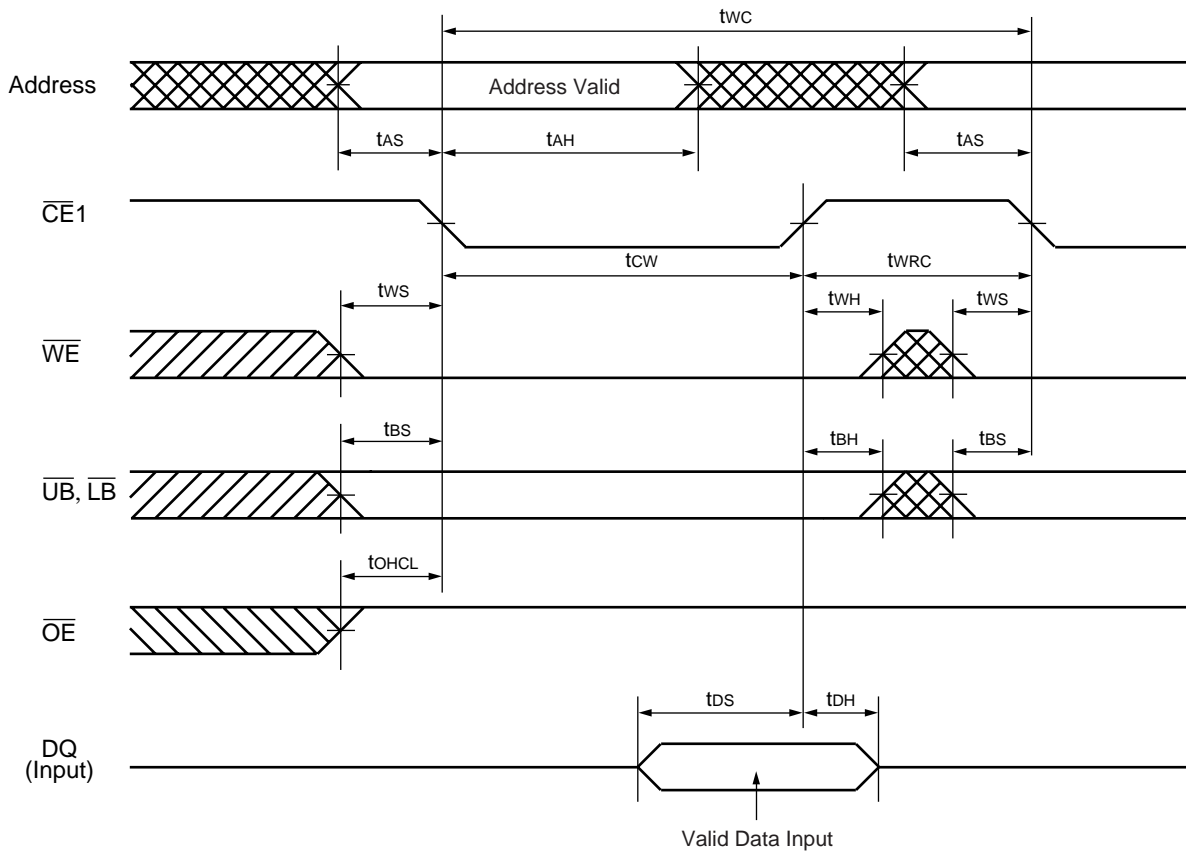 tWC
Address
Address Valid
tAS
tAH
tAS
CE1
tCW
tWRC
tWS
tWH
tWS
WE
tBS
tBH
tBS
UB, LB
tOHCL
OE
tDS
tDH
DQ
(Input)
Valid Data Input